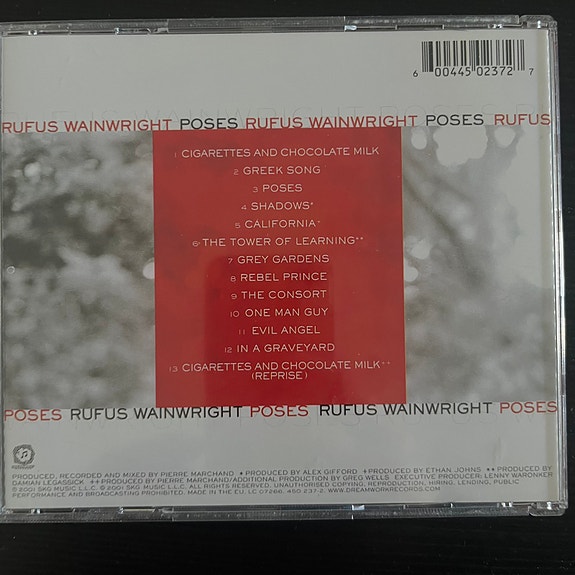 6 00445 02372 7
RUFUS WAINWRIGHT POSES RUFUS WAINWRIGHT POSES RUFUS
1 CIGARETTES AND CHOCOLATE MILK
2 GREEK SONG
3 POSES
4 SHADOWS*
5 CALIFORNIA*
6 THE TOWER OF LEARNING**
7 GREY GARDENS
8 REBEL PRINCE
9 THE CONSORT
10 ONE MAN GUY
11 EVIL ANGEL
12 IN A GRAVEYARD
13 CIGARETTES AND CHOCOLATE MILK++
(REPRISE)
POSES RUFUS WAINWRIGHT POSES RUFUS WAINWRIGHT POSES
PRODUCED, RECORDED AND MIXED BY PIERRE MARCHAND * PRODUCED BY ALEX GIFFORD + PRODUCED BY ETHAN JOHNS ** PRODUCED BY
DAMIAN LEGASSICK ++PRODUCED BY PIERRE MARCHAND/ADDITIONAL PRODUCTION BY GREG WELLS EXECUTIVE PRODUCER: LENNY WARONKER
℗ 2001 SKG MUSIC L.L.C. © 2001 SKG MUSIC L.L.C. ALL RIGHTS RESERVED. UNAUTHORISED COPYING, REPRODUCTION, HIRING, LENDING, PUBLIC
PERFORMANCE AND BROADCASTING PROHIBITED. MADE IN THE EU. LC 07266. 450 237-2. WWW.DREAMWORKSRECORDS.COM